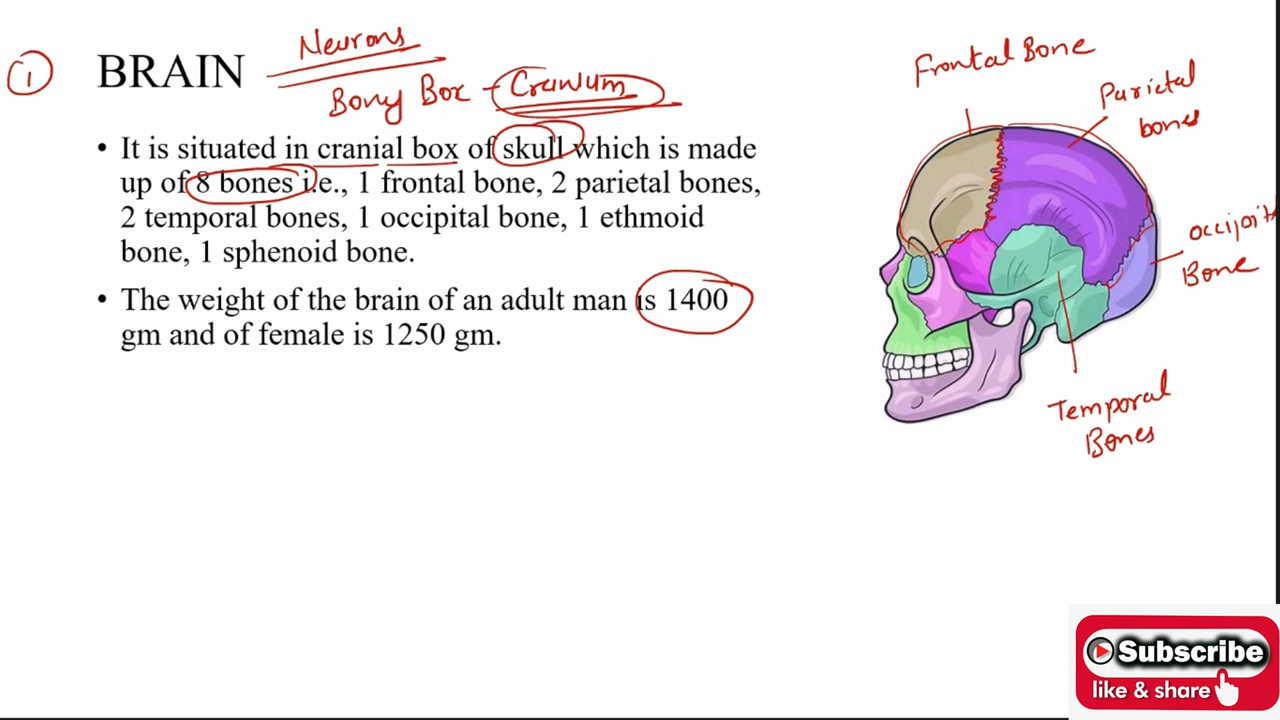 ① BRAIN
Neurons
Bony Box - Cranium
• It is situated in cranial box of skull which is made
up of 8 bones i.e., 1 frontal bone, 2 parietal bones,
2 temporal bones, 1 occipital bone, 1 ethmoid
bone, 1 sphenoid bone.
• The weight of the brain of an adult man is 1400
gm and of female is 1250 gm.
Frontal Bone
Parietal
bones
occipit
Bone
Temporal
Bones
Subscribe
like & share